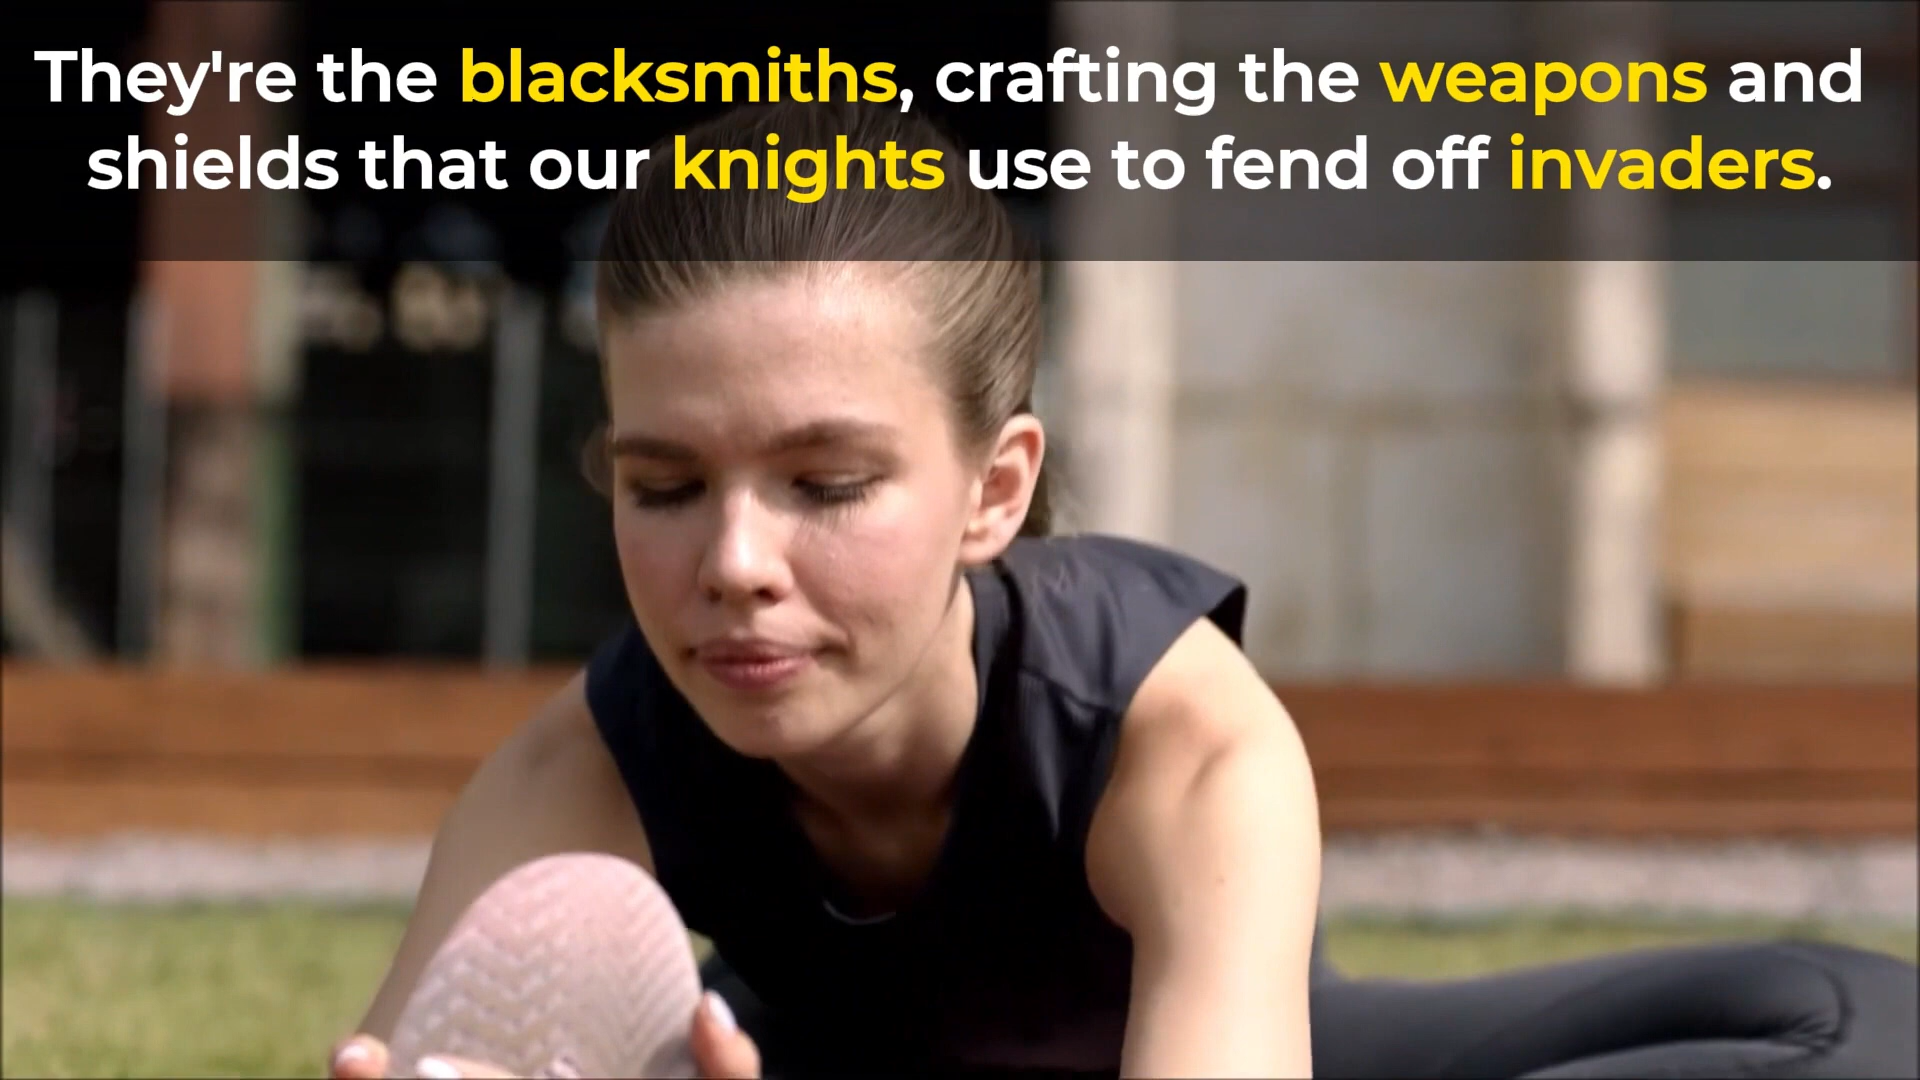 They're the blacksmiths, crafting the weapons and
shields that our knights use to fend off invaders.